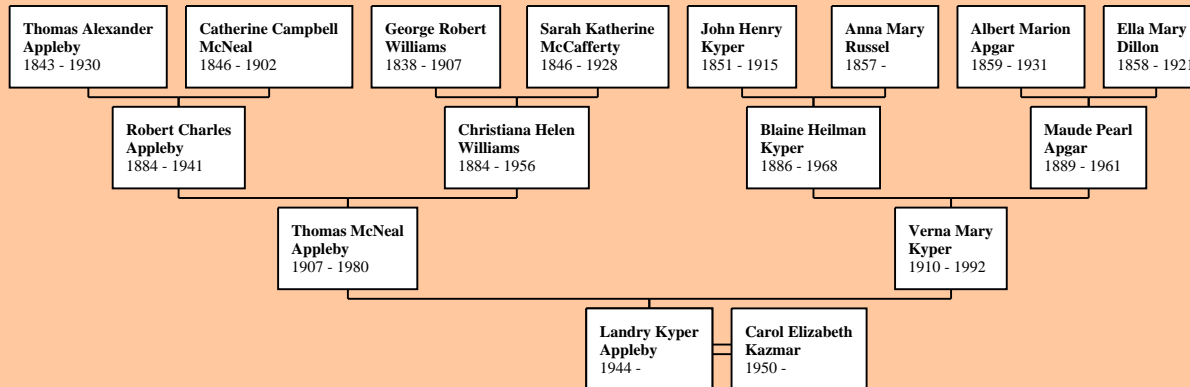 Thomas Alexander
Appleby
1843 - 1930
Catherine Campbell
McNeal
1846 - 1902
George Robert
Williams
1838 - 1907
Sarah Katherine
McCafferty
1846 - 1928
John Henry
Kyper
1851 - 1915
Anna Mary
Russel
1857 -
Albert Marion
Apgar
1859 - 1931
Ella Mary
Dillon
1858 - 1921
Robert Charles
Appleby
1884 - 1941
Christiana Helen
Williams
1884 - 1956
Blaine Heilman
Kyper
1886 - 1968
Maude Pearl
Apgar
1889 - 1961
Thomas McNeal
Appleby
1907 - 1980
Verna Mary
Kyper
1910 - 1992
Landry Kyper
Appleby
1944 -
Carol Elizabeth
Kazmar
1950 -